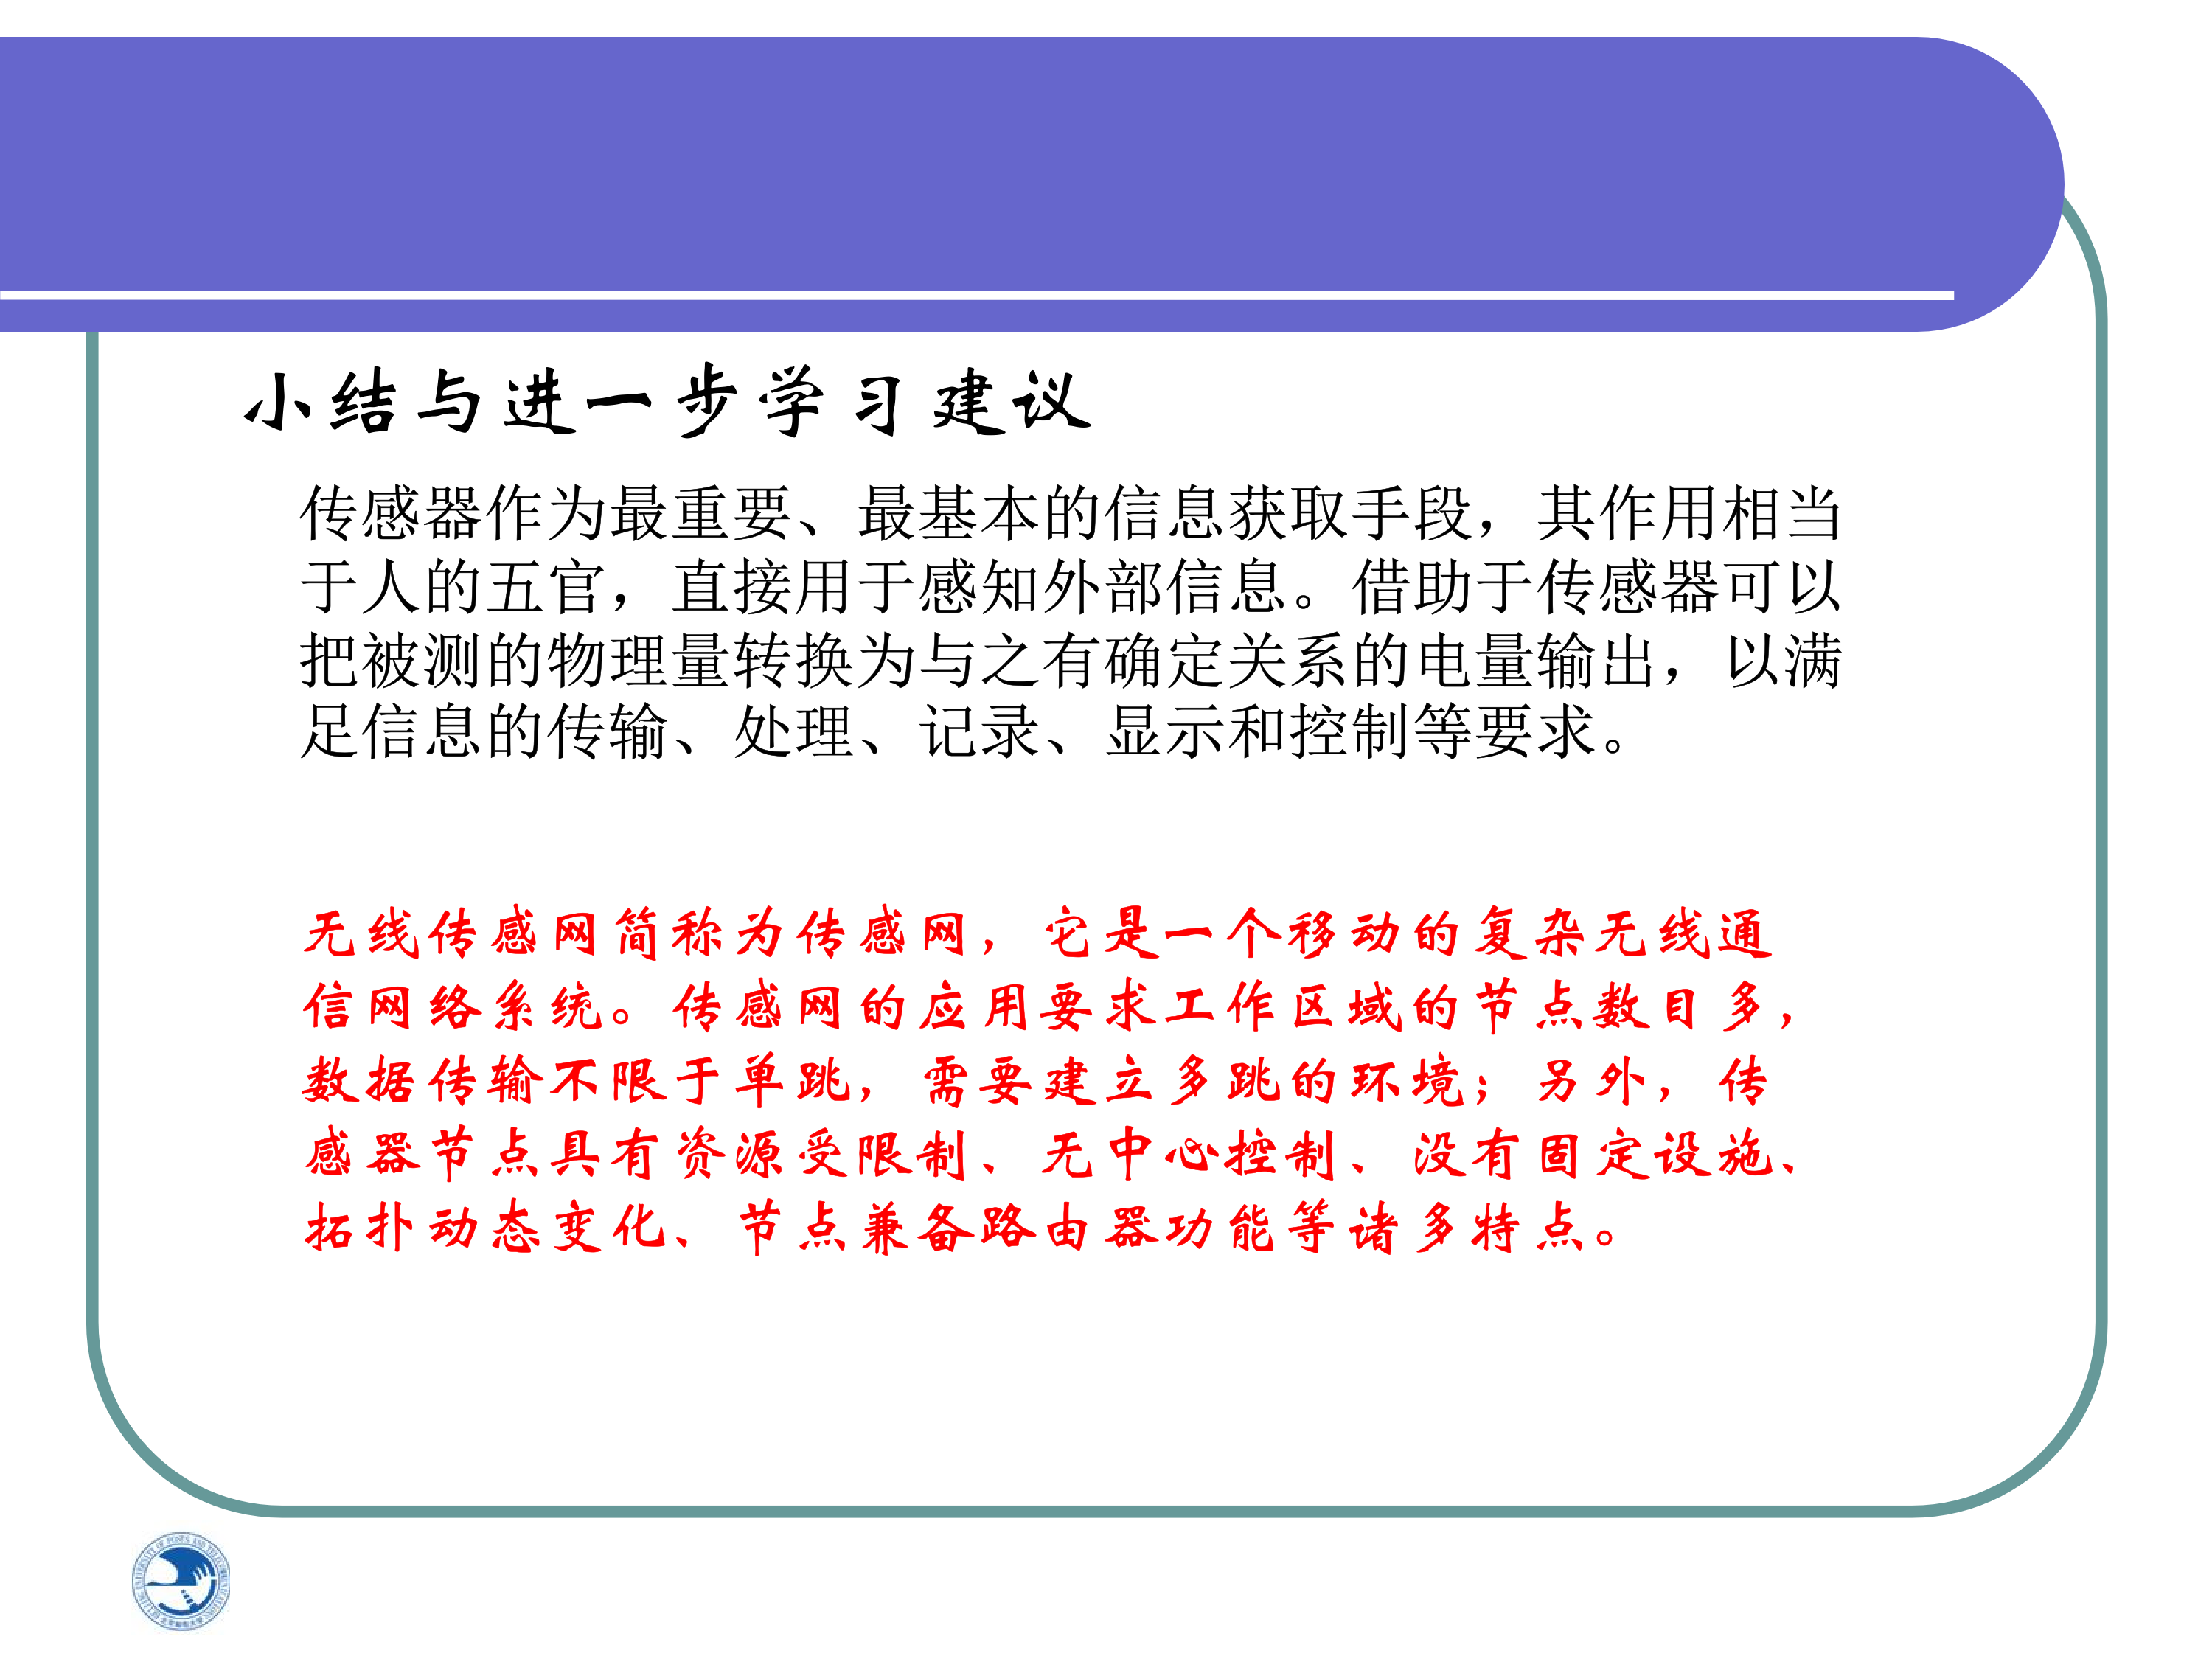 小结与进一步学习建议
传感器作为最重要、最基本的信息获取手段，其作用相当
于人的五官，直接用于感知外部信息。借助于传感器可以
把被测的物理量转换为与之有确定关系的电量输出，以满
足信息的传输、处理、记录、显示和控制等要求。
无线传感网简称为传感网，它是一个移动的复杂无线通
信网络系统。传感网的应用要求工作区域的节点数目多，
数据传输不限于单跳，需要建立多跳的环境；另外，传
感器节点具有资源受限制、无中心控制、没有固定设施、
拓扑动态变化、节点兼备路由器功能等诸多特点。
UNIVERSITY OF POSTS AND TELECOMMUNICATIONS